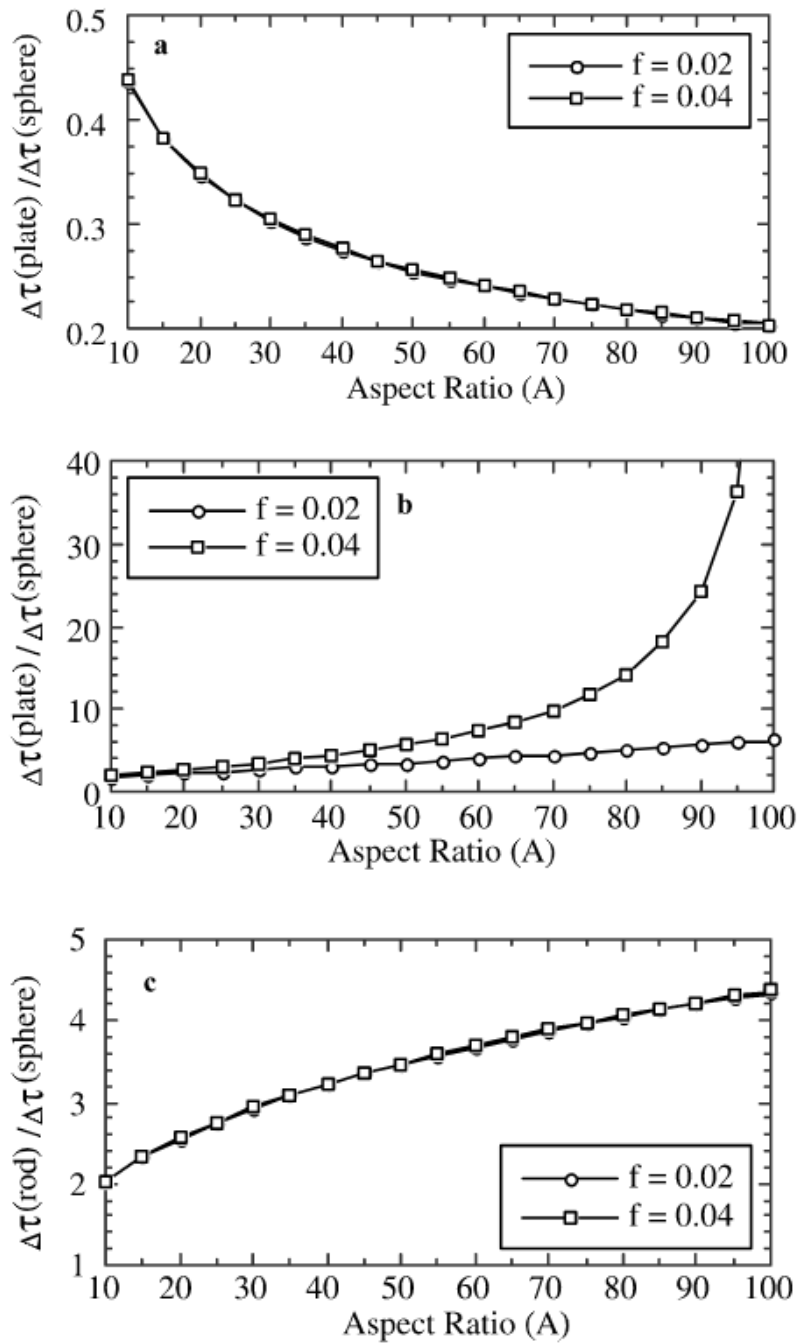 0.5
a
f = 0.02
f = 0.04
0.4
0.3
0.2
Δτ(plate) /Δτ(sphere)
10 20 30 40 50 60 70 80 90 100
Aspect Ratio (A)
40
f = 0.02
b
f = 0.04
30
20
10
0
Δτ(plate) / Δτ(sphere)
10 20 30 40 50 60 70 80 90 100
Aspect Ratio (A)
5
c
4
3
2
f = 0.02
f = 0.04
1
Δτ(rod) /Δτ(sphere)
10 20 30 40 50 60 70 80 90 100
Aspect Ratio (A)